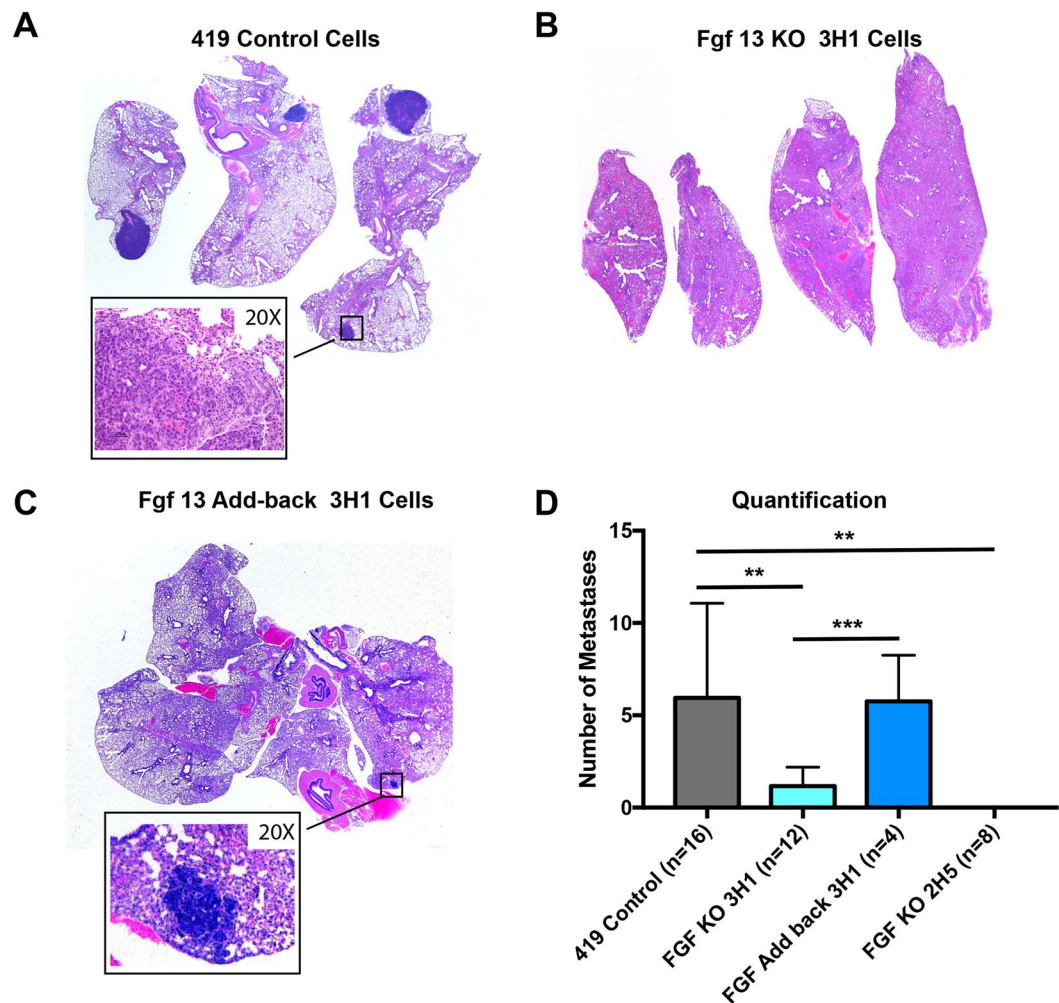 A
419 Control Cells
20X
B
Fgf 13 KO 3H1 Cells
C
Fgf 13 Add-back 3H1 Cells
20X
D
Quantification
Number of Metastases
15
10
5
0
**
**
***
419 Control (n=16)
FGF KO 3H1 (n=12)
FGF Add back 3H1 (n=4)
FGF KO 2H5 (n=8)